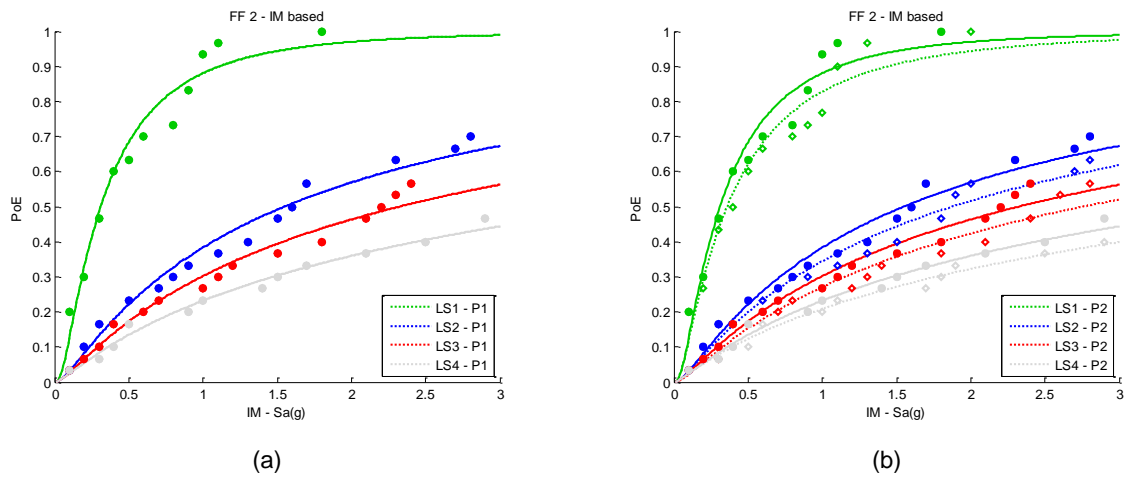 FF 2 - IM based
1
0.9
0.8
0.7
0.6
0.5
0.4
0.3
0.2
0.1
0
PoE
0 0.5 1 1.5 2 2.5 3
IM - Sa(g)
LS1 - P1
LS2 - P1
LS3 - P1
LS4 - P1
(a)
FF 2 - IM based
1
0.9
0.8
0.7
0.6
0.5
0.4
0.3
0.2
0.1
0
PoE
0 0.5 1 1.5 2 2.5 3
IM - Sa(g)
LS1 - P2
LS2 - P2
LS3 - P2
LS4 - P2
(b)